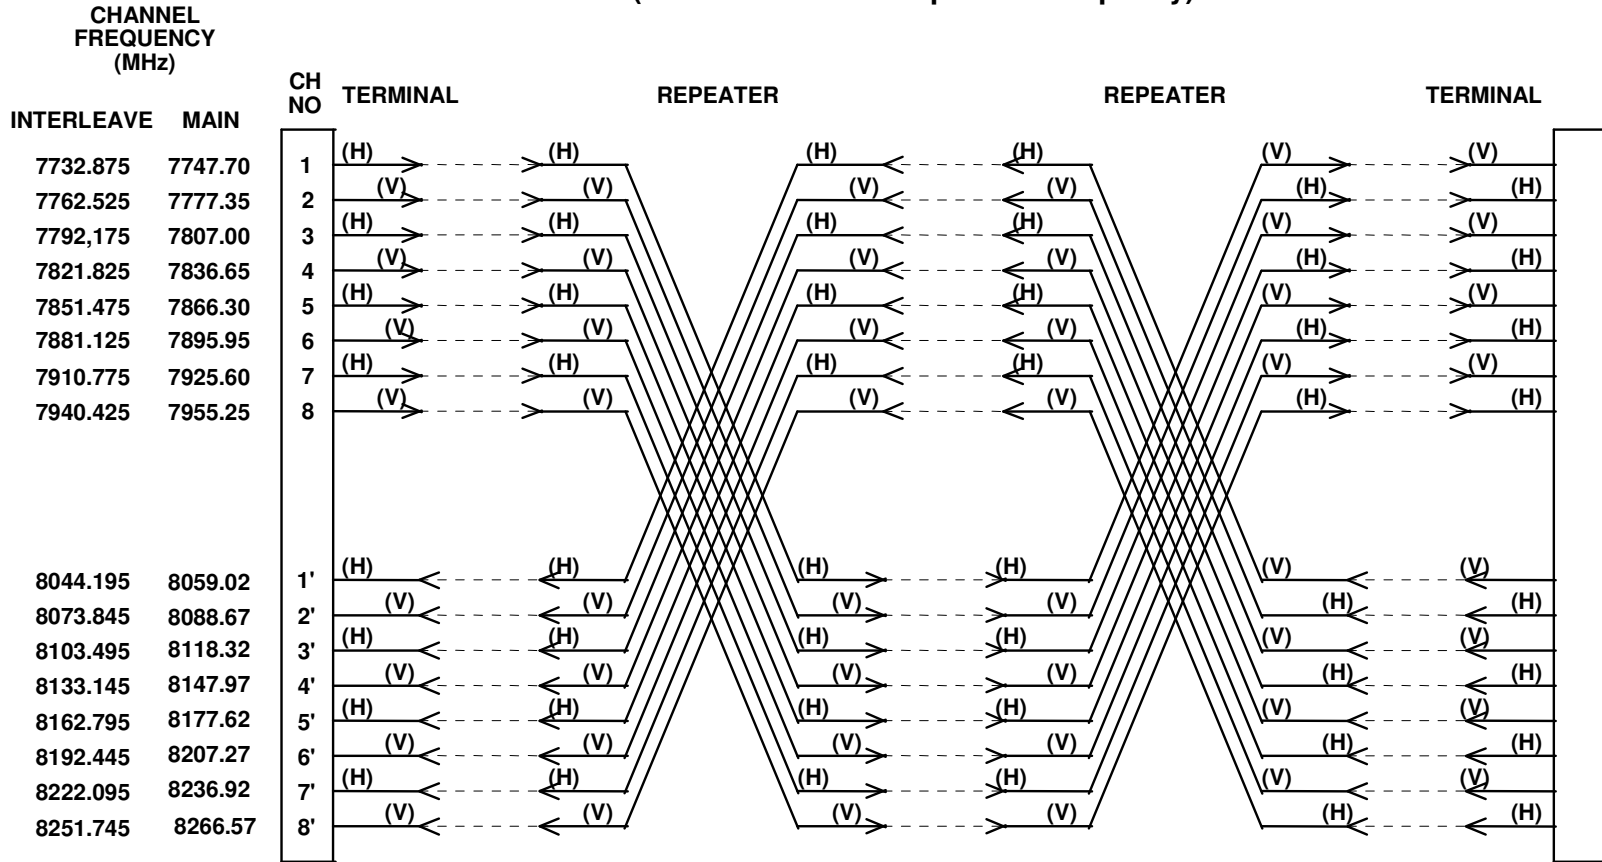 CHANNEL
FREQUENCY
(MHz)
INTERLEAVE MAIN
CH
NO
TERMINAL REPEATER REPEATER TERMINAL
7732.875 7747.70 1 (H) (H) (H) (H) (V) (V)
7762.525 7777.35 2 (V) (V) (V) (V) (H) (H)
7792,175 7807.00 3 (H) (H) (H) (H) (V) (V)
7821.825 7836.65 4 (V) (V) (V) (V) (H) (H)
7851.475 7866.30 5 (H) (H) (H) (H) (V) (V)
7881.125 7895.95 6 (V) (V) (V) (V) (H) (H)
7910.775 7925.60 7 (H) (H) (H) (H) (V) (V)
7940.425 7955.25 8 (V) (V) (V) (V) (H) (H)
8044.195 8059.02 1' (H) (H) (H) (H) (V) (V)
8073.845 8088.67 2' (V) (V) (V) (V) (H) (H)
8103.495 8118.32 3' (H) (H) (H) (H) (V) (V)
8133.145 8147.97 4' (V) (V) (V) (V) (H) (H)
8162.795 8177.62 5' (H) (H) (H) (H) (V) (V)
8192.445 8207.27 6' (V) (V) (V) (V) (H) (H)
8222.095 8236.92 7' (H) (H) (H) (H) (V) (V)
8251.745 8266.57 8' (V) (V) (V) (V) (H) (H)